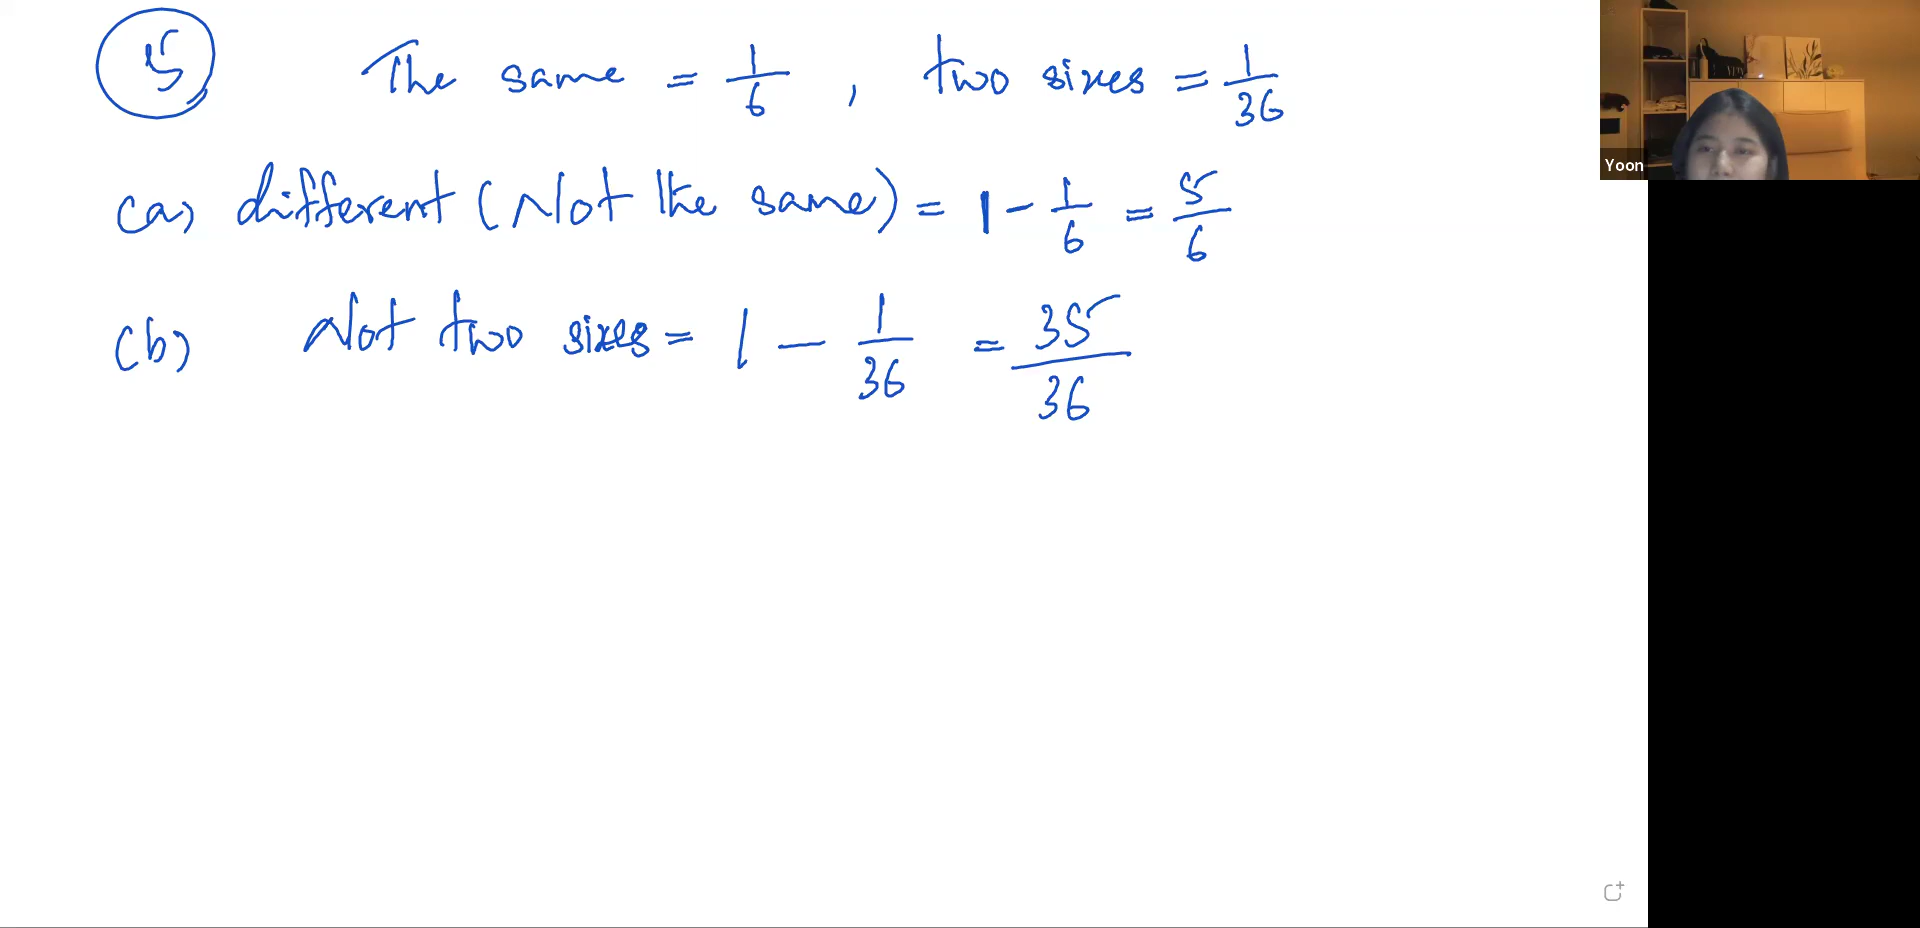 5 The same = 1/6 , two sixes = 1/36
(a) different (Not the same) = 1 - 1/6 = 5/6
(b) Not two sixes = 1 - 1/36 = 35/36
Yoon